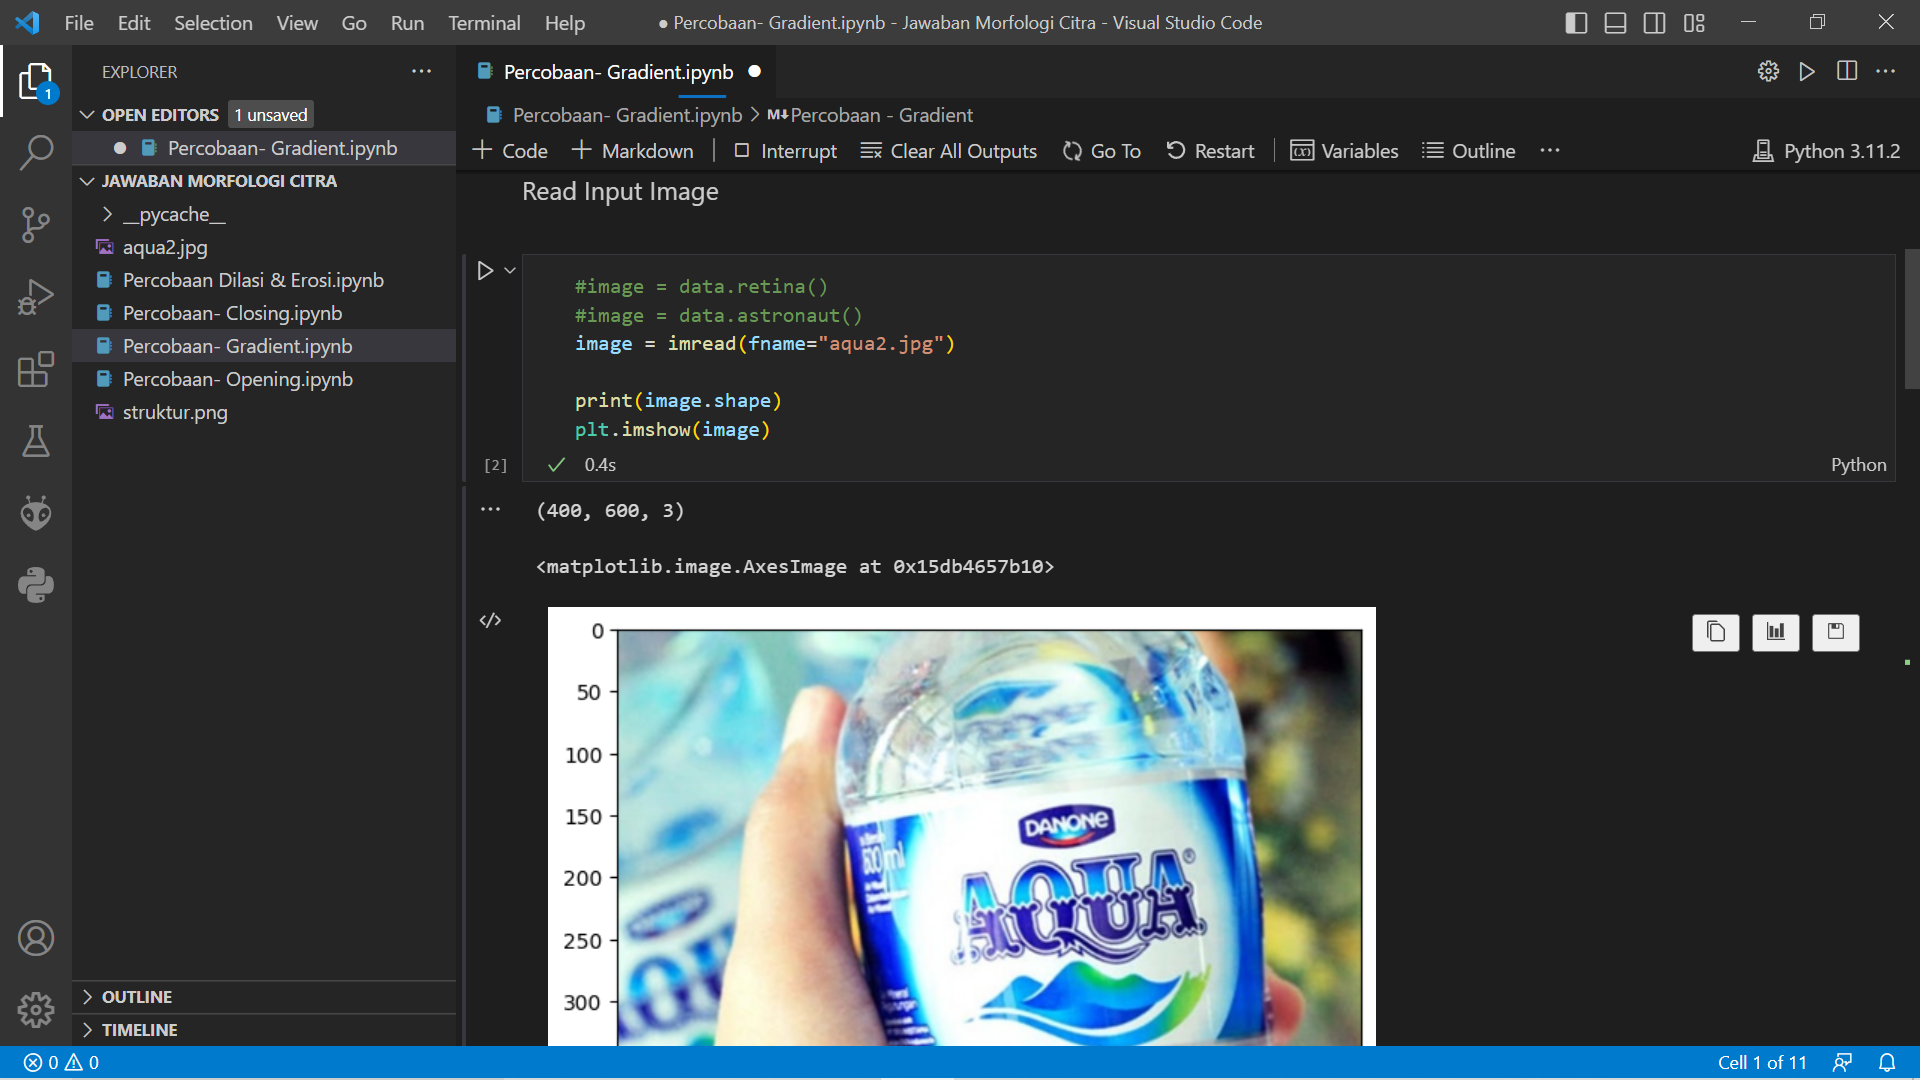 File Edit Selection View Go Run Terminal Help
● Percobaan- Gradient.ipynb - Jawaban Morfologi Citra - Visual Studio Code
EXPLORER
OPEN EDITORS 1 unsaved
Percobaan- Gradient.ipynb
JAWABAN MORFOLOGI CITRA
__pycache__
aqua2.jpg
Percobaan Dilasi & Erosi.ipynb
Percobaan- Closing.ipynb
Percobaan- Gradient.ipynb
Percobaan- Opening.ipynb
struktur.png
OUTLINE
TIMELINE
1
Percobaan- Gradient.ipynb
Percobaan- Gradient.ipynb > M↓Percobaan - Gradient
+ Code + Markdown Interrupt Clear All Outputs Go To Restart Variables Outline ··· Python 3.11.2
Read Input Image
#image = data.retina()
#image = data.astronaut()
image = imread(fname="aqua2.jpg")
print(image.shape)
plt.imshow(image)
[2] 0.4s Python
(400, 600, 3)
<matplotlib.image.AxesImage at 0x15db4657b10>
0
50
100
150
200
250
300
DANONE
AQUA®
600 ml
0 0
Cell 1 of 11